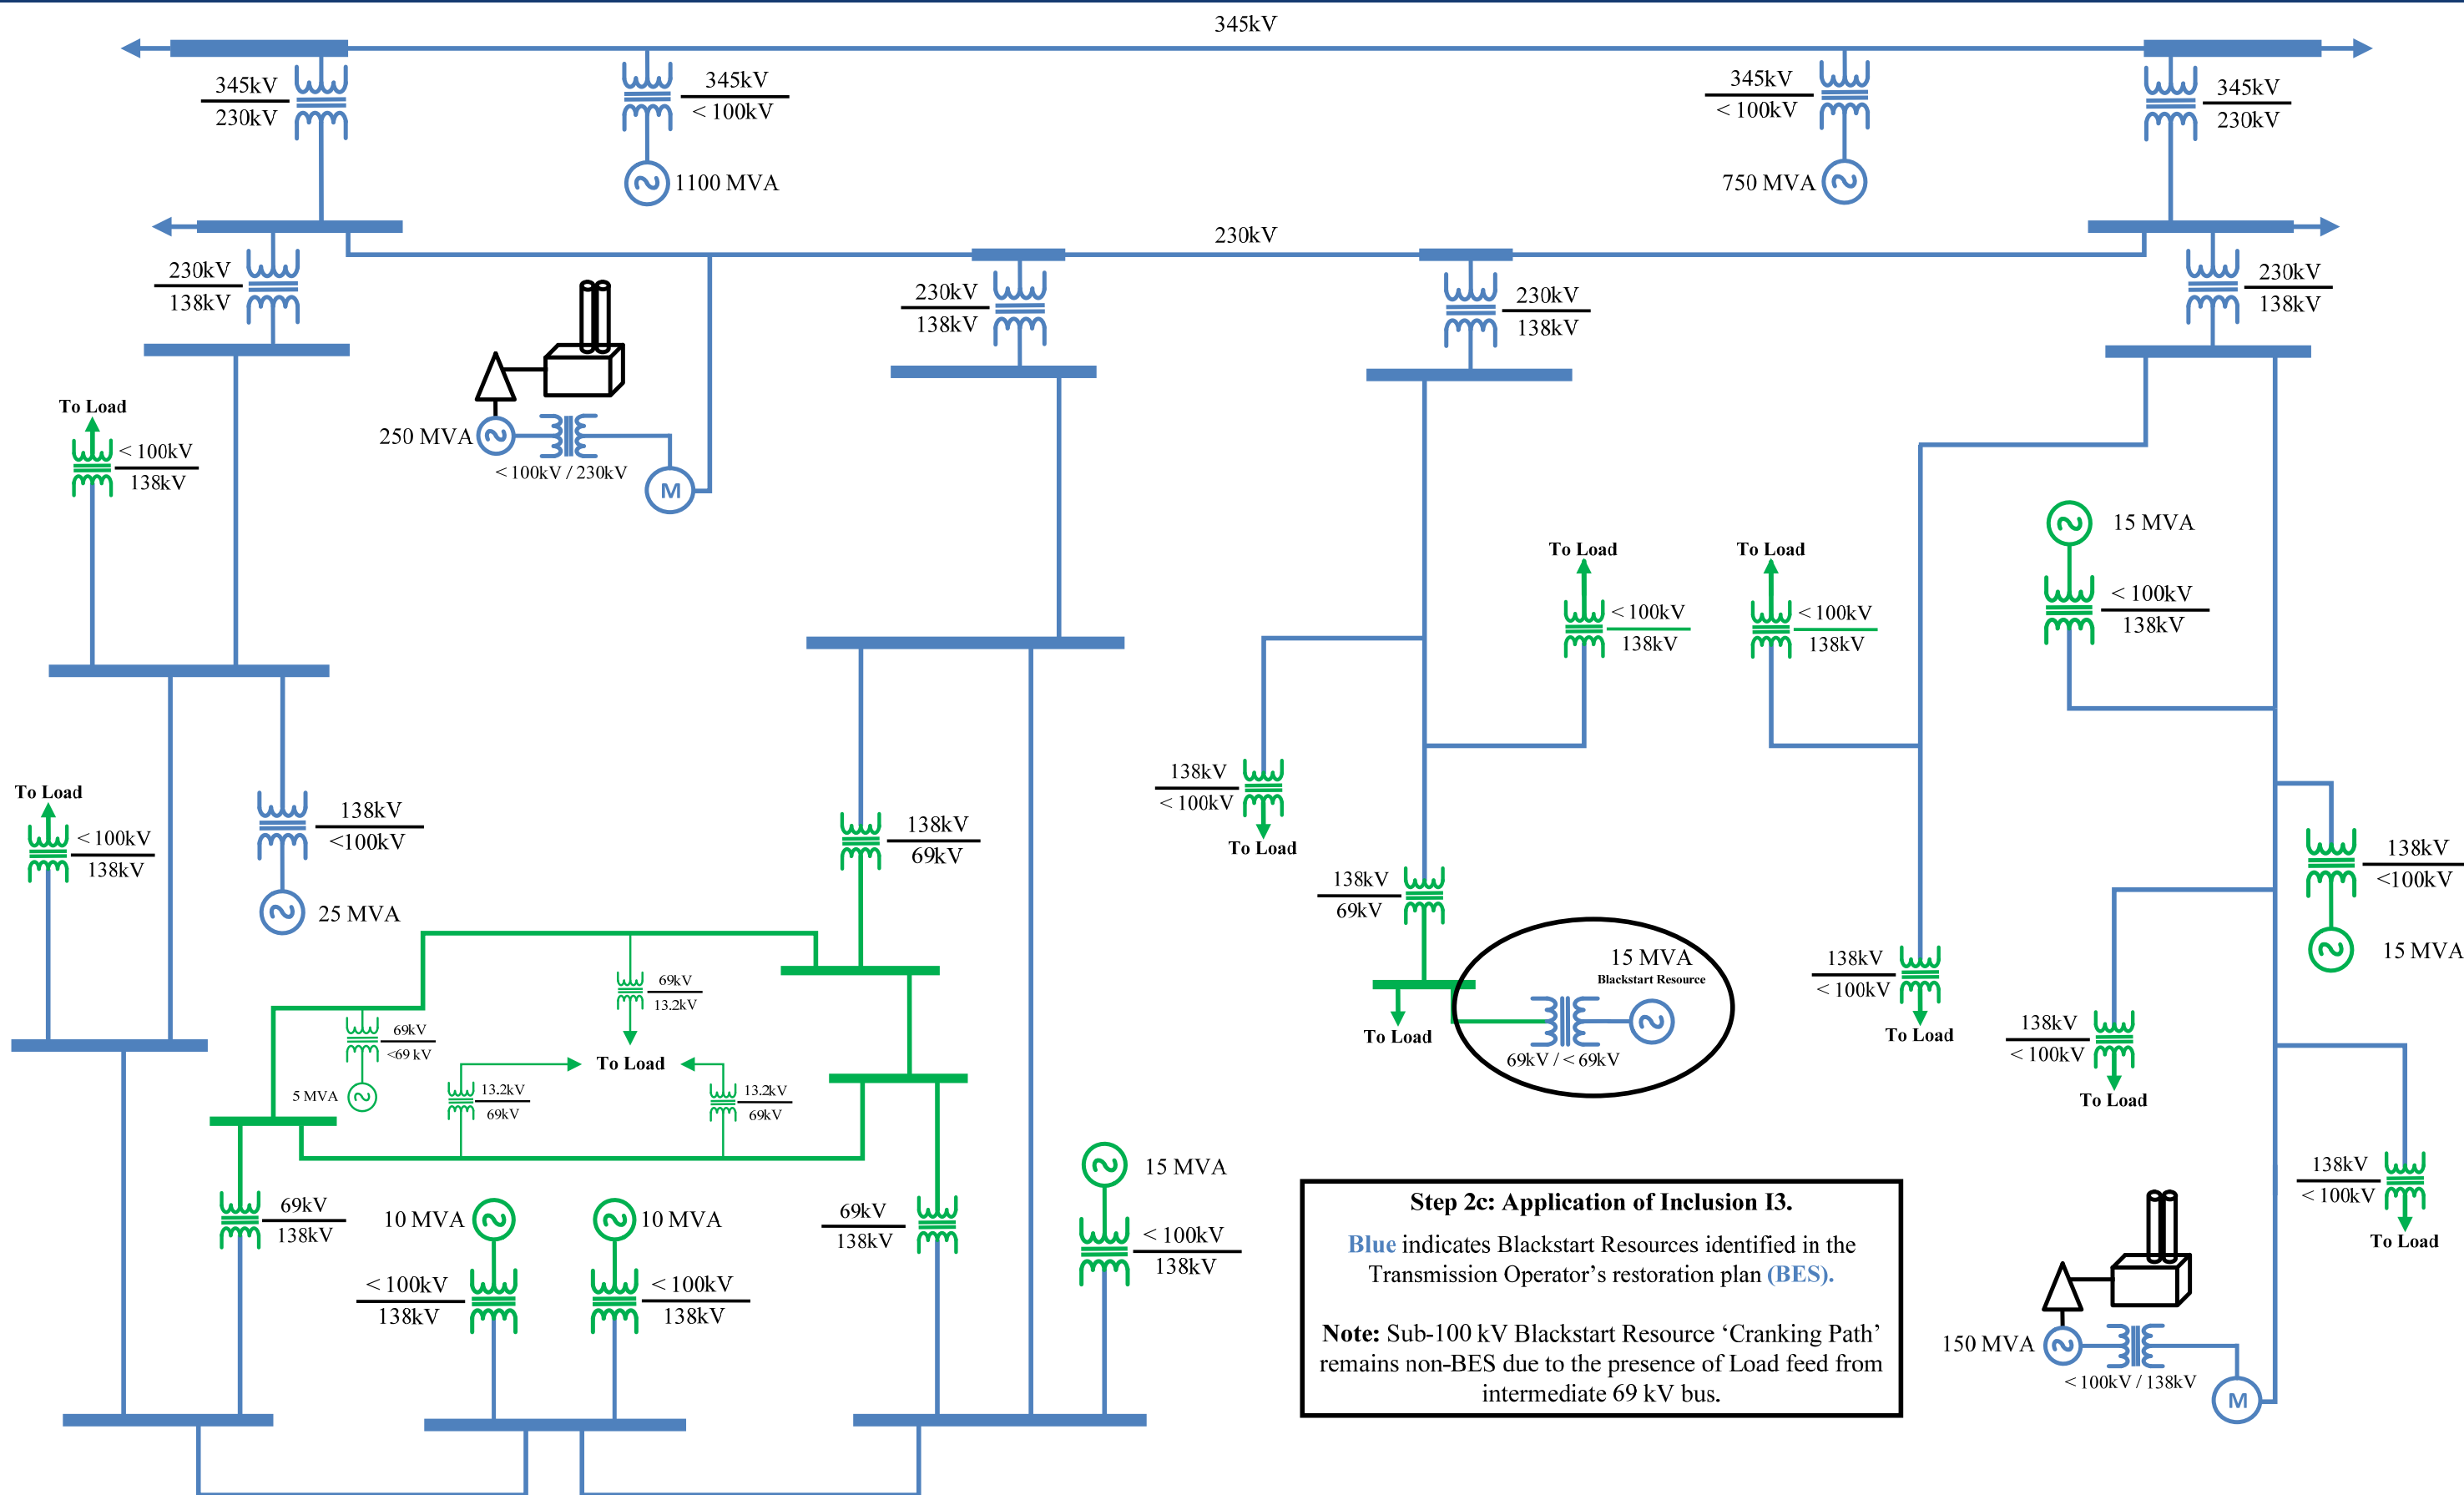 345kV
345kV
230kV
345kV
< 100kV
345kV
< 100kV
345kV
230kV
1100 MVA
750 MVA
230kV
230kV
138kV
230kV
138kV
230kV
138kV
230kV
138kV
To Load
< 100kV
138kV
250 MVA
< 100kV / 230kV
M
To Load
< 100kV
138kV
To Load
< 100kV
138kV
15 MVA
< 100kV
138kV
To Load
< 100kV
138kV
138kV
<100kV
25 MVA
138kV
69kV
138kV
< 100kV
To Load
138kV
69kV
To Load
15 MVA
Blackstart Resource
69kV / < 69kV
138kV
< 100kV
To Load
138kV
<100kV
15 MVA
138kV
< 100kV
To Load
69kV
13.2kV
69kV
<69 kV
5 MVA
To Load
13.2kV
69kV
13.2kV
69kV
69kV
138kV
10 MVA
< 100kV
138kV
10 MVA
< 100kV
138kV
69kV
138kV
15 MVA
< 100kV
138kV
138kV
< 100kV
To Load
150 MVA
< 100kV / 138kV
M
Step 2c: Application of Inclusion I3.
Blue indicates Blackstart Resources identified in the
Transmission Operator’s restoration plan (BES).
Note: Sub-100 kV Blackstart Resource ‘Cranking Path’
remains non-BES due to the presence of Load feed from
intermediate 69 kV bus.